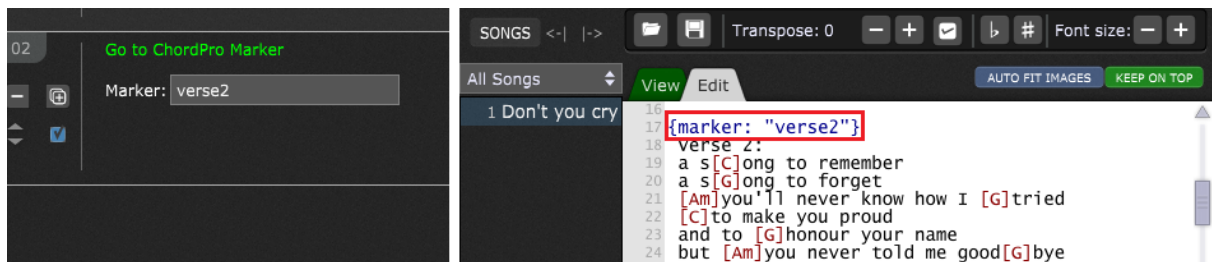 02
Go to ChordPro Marker
Marker: verse2
SONGS <-| |->
Transpose: 0 − + ♭ # Font size: − +
All Songs
View Edit AUTO FIT IMAGES KEEP ON TOP
1 Don't you cry
16
17 {marker: "verse2"}
18 verse 2:
19 a s[C]ong to remember
20 a s[G]ong to forget
21 [Am]you'll never know how I [G]tried
22 [C]to make you proud
23 and to [G]honour your name
24 but [Am]you never told me good[G]bye